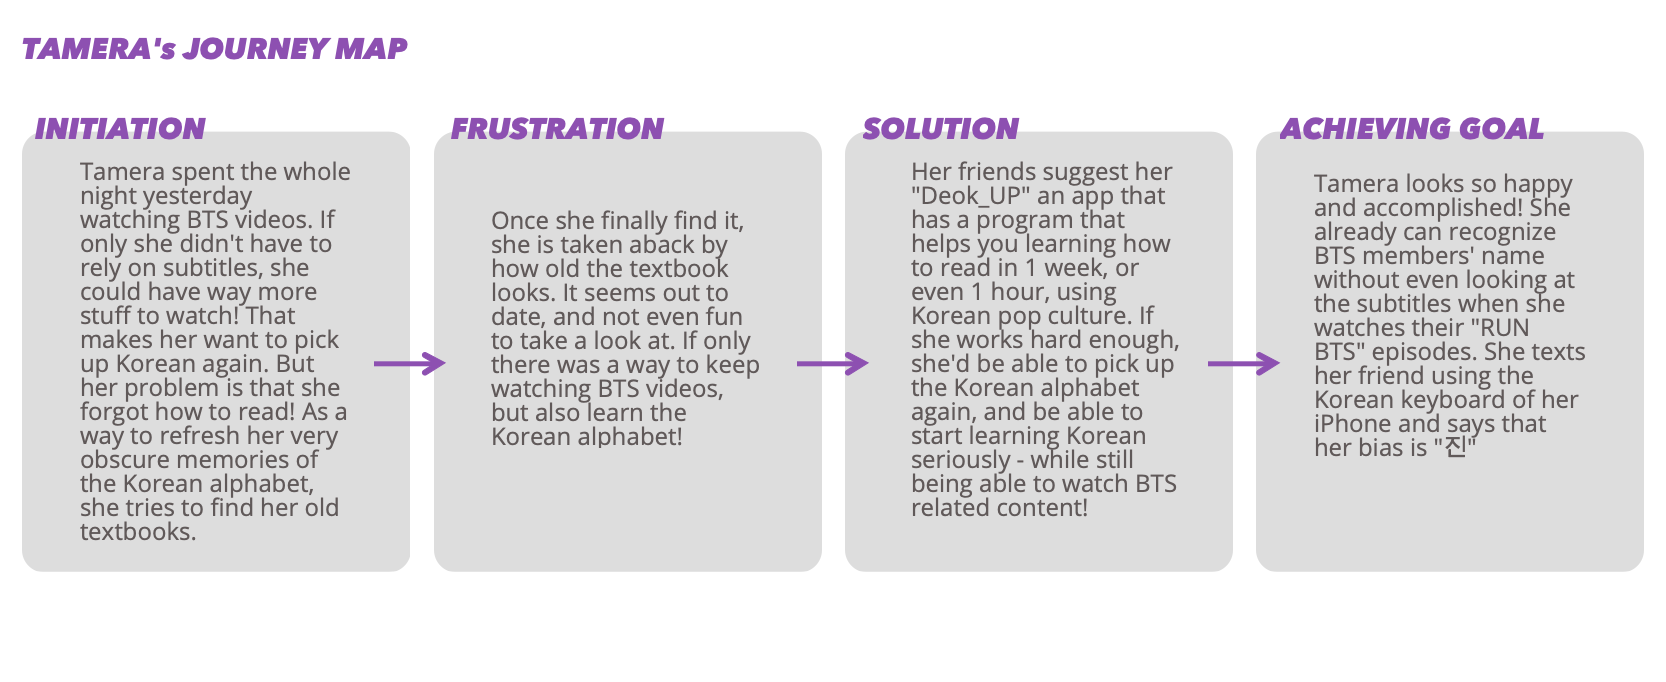 TAMERA's JOURNEY MAP
INITIATION
Tamera spent the whole
night yesterday
watching BTS videos. If
only she didn't have to
rely on subtitles, she
could have way more
stuff to watch! That
makes her want to pick
up Korean again. But
her problem is that she
forgot how to read! As a
way to refresh her very
obscure memories of
the Korean alphabet,
she tries to find her old
textbooks.
FRUSTRATION
Once she finally find it,
she is taken aback by
how old the textbook
looks. It seems out to
date, and not even fun
to take a look at. If only
there was a way to keep
watching BTS videos,
but also learn the
Korean alphabet!
SOLUTION
Her friends suggest her
"Deok_UP" an app that
has a program that
helps you learning how
to read in 1 week, or
even 1 hour, using
Korean pop culture. If
she works hard enough,
she'd be able to pick up
the Korean alphabet
again, and be able to
start learning Korean
seriously - while still
being able to watch BTS
related content!
ACHIEVING GOAL
Tamera looks so happy
and accomplished! She
already can recognize
BTS members' name
without even looking at
the subtitles when she
watches their "RUN
BTS" episodes. She texts
her friend using the
Korean keyboard of her
iPhone and says that
her bias is "진"